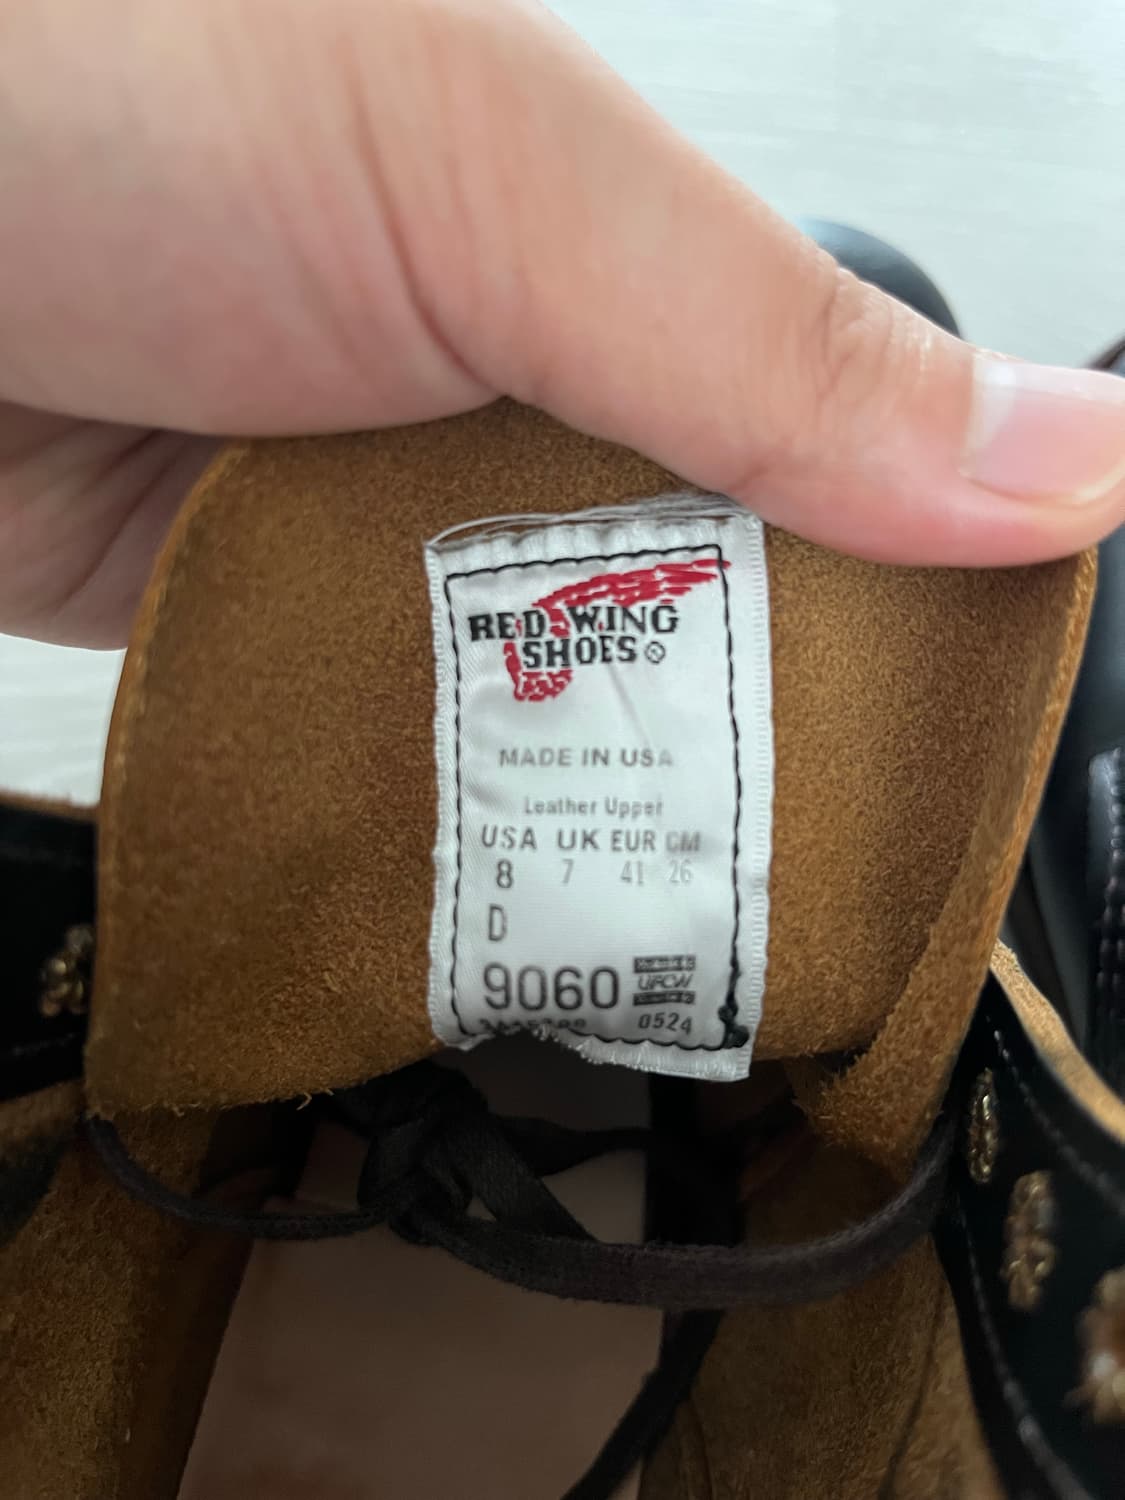 RED WING
SHOES
MADE IN USA
Leather Upper
USA UK EUR CM
8 7 41 26
D
9060
UFCW
0524